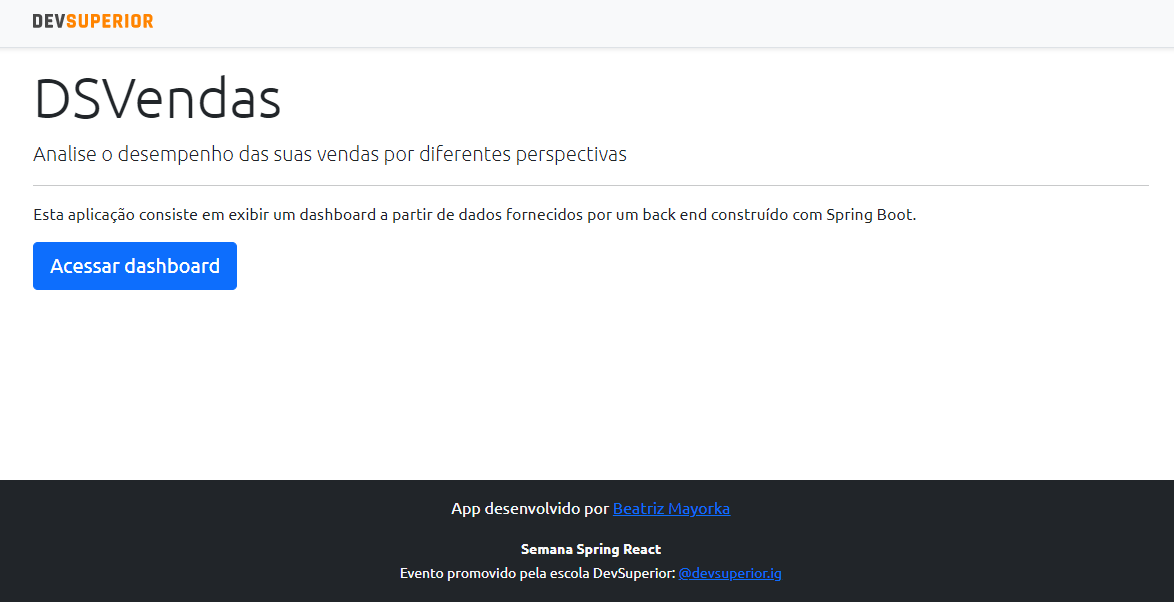 DEVSUPERIOR
DSVendas
Analise o desempenho das suas vendas por diferentes perspectivas
Esta aplicação consiste em exibir um dashboard a partir de dados fornecidos por um back end construído com Spring Boot.
Acessar dashboard
App desenvolvido por Beatriz Mayorka
Semana Spring React
Evento promovido pela escola DevSuperior: @devsuperior.ig